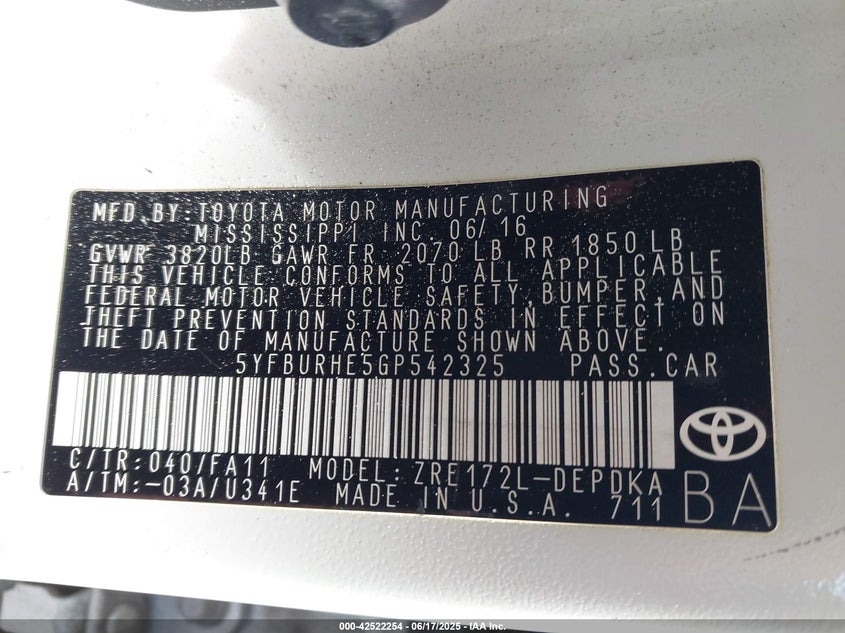 MFD.BY:TOYOTA MOTOR MANUFACTURING
MISSISSIPPI INC. 06/16
GVWR 3820LB GAWR FR 2070 LB RR 1850 LB
THIS VEHICLE CONFORMS TO ALL APPLICABLE
FEDERAL MOTOR VEHICLE SAFETY,BUMPER,AND
THEFT PREVENTION STANDARDS IN EFFECT ON
THE DATE OF MANUFACTURE SHOWN ABOVE.
5YFBURHE5GP542325 PASS.CAR
C/TR:040/FA11 MODEL:ZRE172L-DEPDKA
A/TM:-03A/U341E MADE IN U.S.A. 711
BA
000-42522254 - 06/17/2025 - IAA Inc.